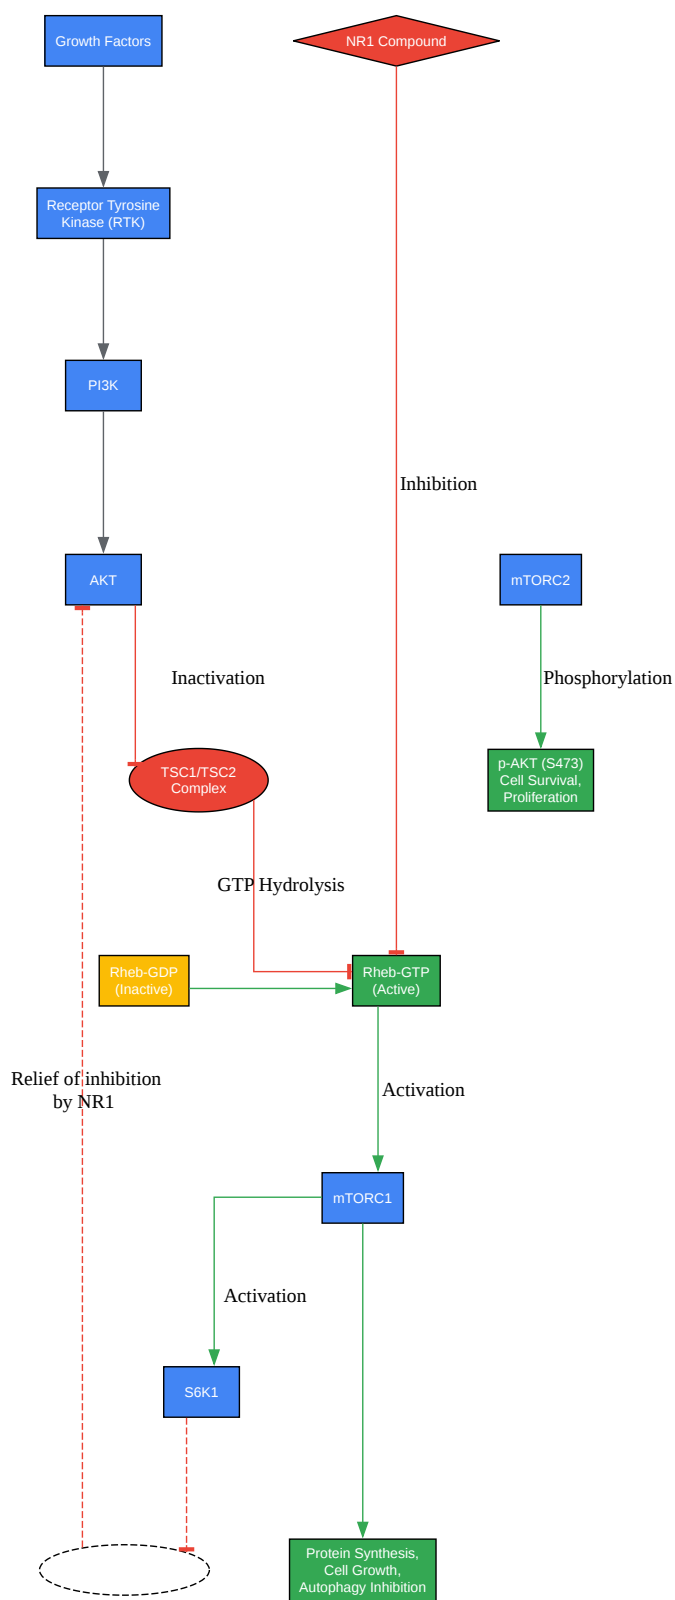 Growth Factors
NR1 Compound
Receptor Tyrosine
Kinase (RTK)
PI3K
Inhibition
AKT
mTORC2
Inactivation
Phosphorylation
TSC1/TSC2
Complex
p-AKT (S473)
Cell Survival,
Proliferation
GTP Hydrolysis
Rheb-GDP
(Inactive)
Rheb-GTP
(Active)
Relief of inhibition
by NR1
Activation
mTORC1
Activation
S6K1
Protein Synthesis,
Cell Growth,
Autophagy Inhibition